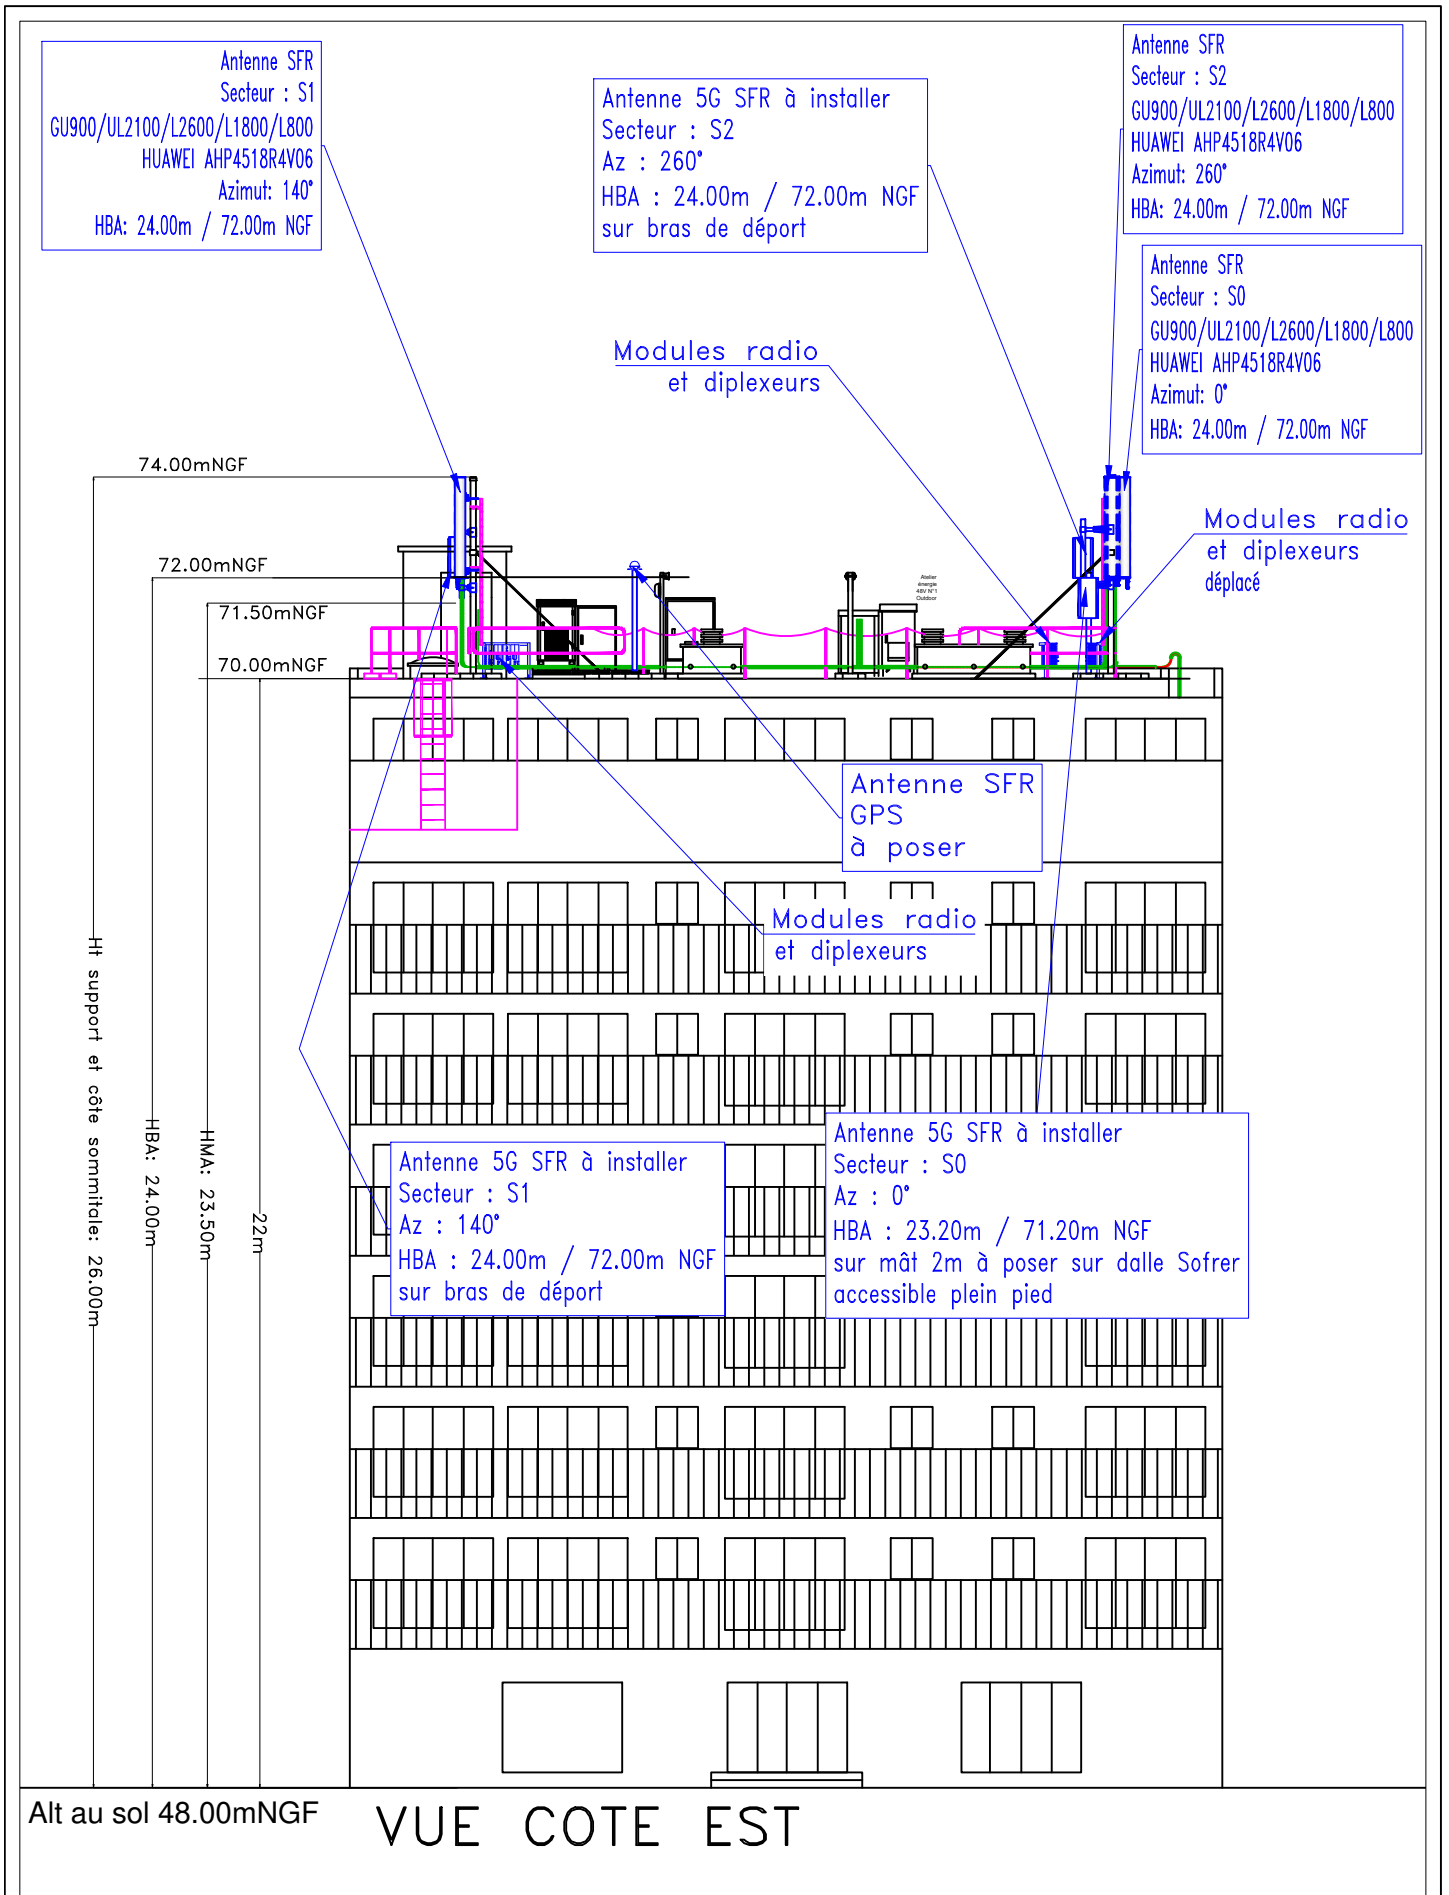 Antenne SFR
Secteur : S1
GU900/UL2100/L2600/L1800/L800
HUAWEI AHP4518R4V06
Azimut: 140°
HBA: 24.00m / 72.00m NGF
Antenne 5G SFR à installer
Secteur : S2
Az : 260°
HBA : 24.00m / 72.00m NGF
sur bras de déport
Antenne SFR
Secteur : S2
GU900/UL2100/L2600/L1800/L800
HUAWEI AHP4518R4V06
Azimut: 260°
HBA: 24.00m / 72.00m NGF
Antenne SFR
Secteur : S0
GU900/UL2100/L2600/L1800/L800
HUAWEI AHP4518R4V06
Azimut: 0°
HBA: 24.00m / 72.00m NGF
Modules radio
et diplexeurs
74.00mNGF
72.00mNGF
71.50mNGF
70.00mNGF
Modules radio
et diplexeurs
déplacé
Atelier
énergie
48V N°1
Outdoor
Antenne SFR
GPS
à poser
Modules radio
et diplexeurs
Ht support et côte sommitale: 26.00m
HBA: 24.00m
HMA: 23.50m
22m
Antenne 5G SFR à installer
Secteur : S1
Az : 140°
HBA : 24.00m / 72.00m NGF
sur bras de déport
Antenne 5G SFR à installer
Secteur : S0
Az : 0°
HBA : 23.20m / 71.20m NGF
sur mât 2m à poser sur dalle Sofrer
accessible plein pied
Alt au sol 48.00mNGF
VUE COTE EST